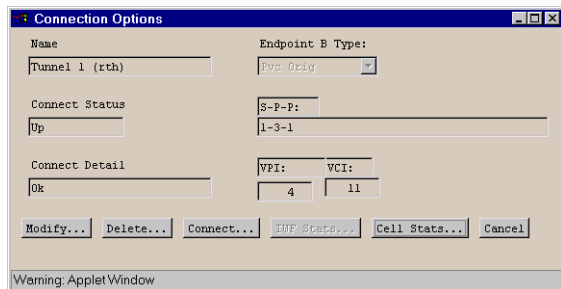 Connection Options
Name
Endpoint B Type:
Tunnel 1 (rth)
Pvc Orig
Connect Status
S-P-P:
Up
1-3-1
Connect Detail
VPI:
VCI:
Ok
4
11
Modify...
Delete...
Connect...
IWF Stats...
Cell Stats...
Cancel
Warning: Applet Window